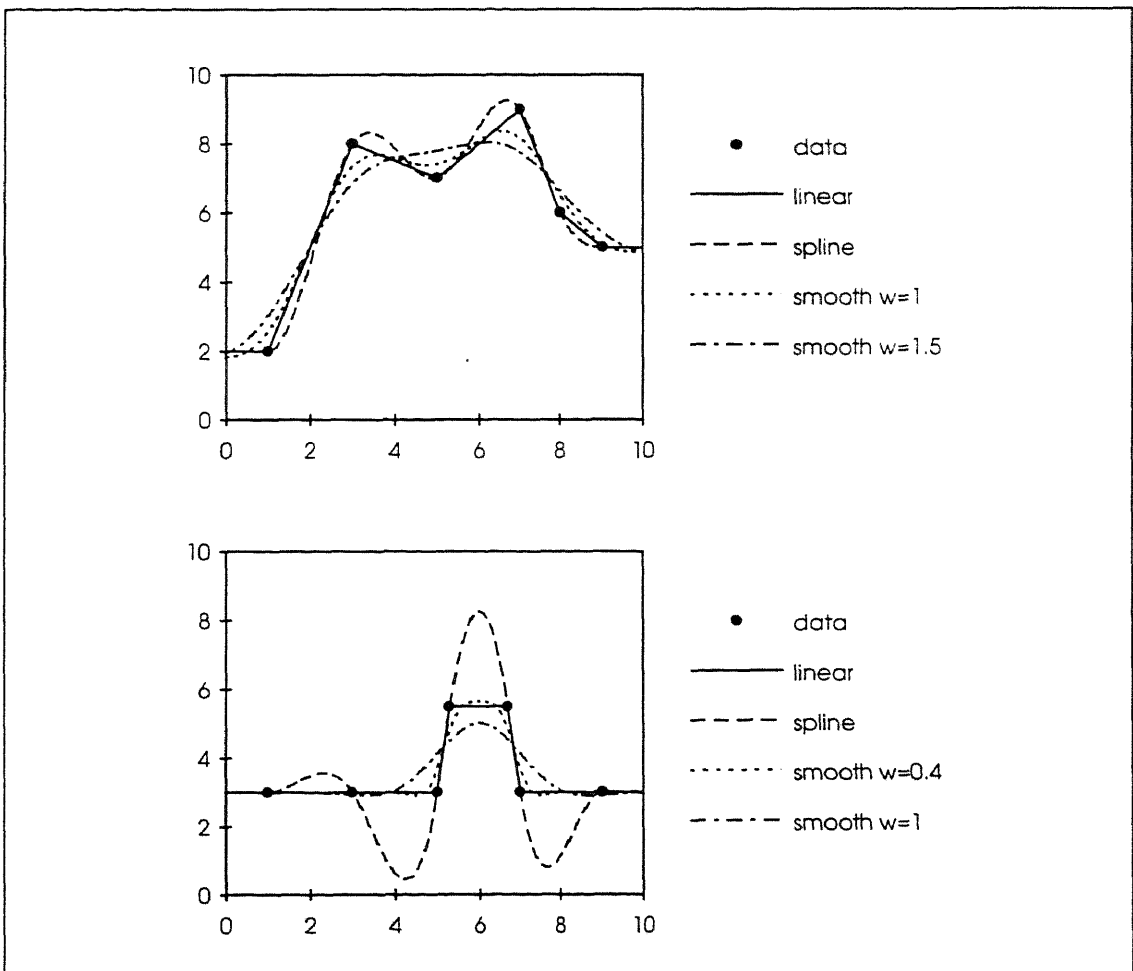 10
8
6
4
2
0
0 2 4 6 8 10
data
linear
spline
smooth w=1
smooth w=1.5
10
8
6
4
2
0
0 2 4 6 8 10
data
linear
spline
smooth w=0.4
smooth w=1